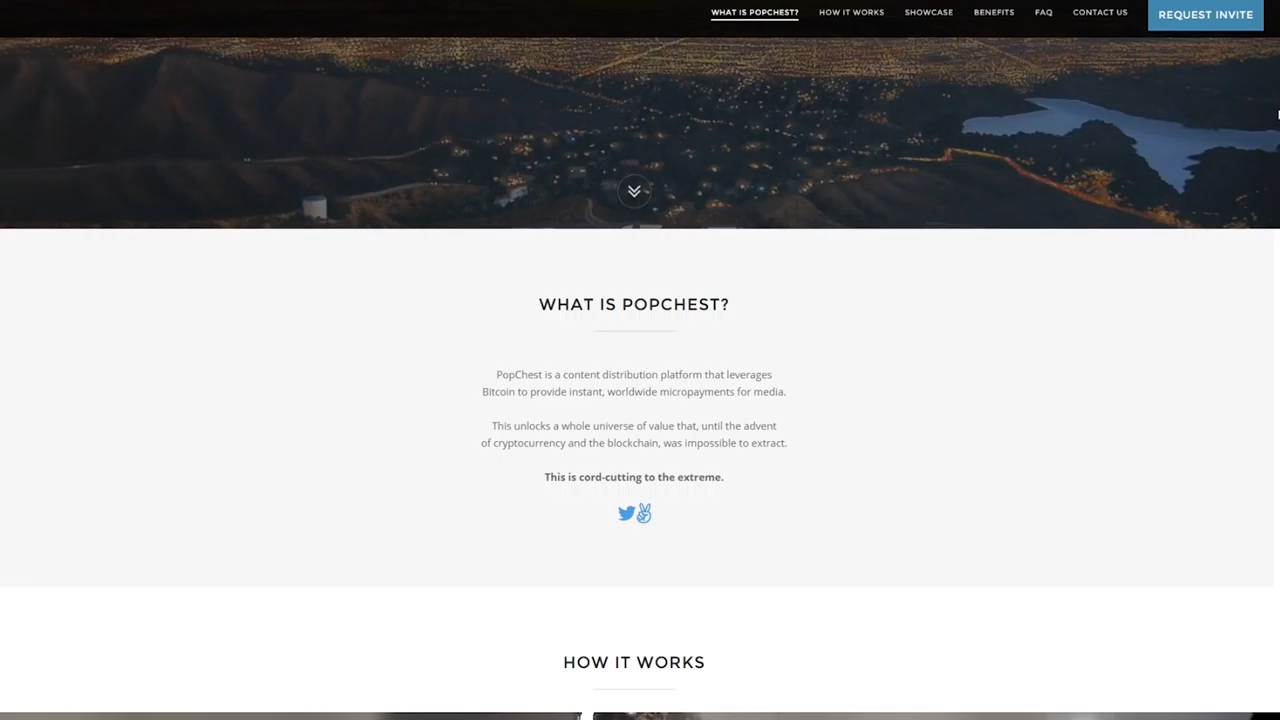 WHAT IS POPCHEST? HOW IT WORKS SHOWCASE BENEFITS FAQ CONTACT US REQUEST INVITE
WHAT IS POPCHEST?
PopChest is a content distribution platform that leverages
Bitcoin to provide instant, worldwide micropayments for media.
This unlocks a whole universe of value that, until the advent
of cryptocurrency and the blockchain, was impossible to extract.
This is cord-cutting to the extreme.
HOW IT WORKS